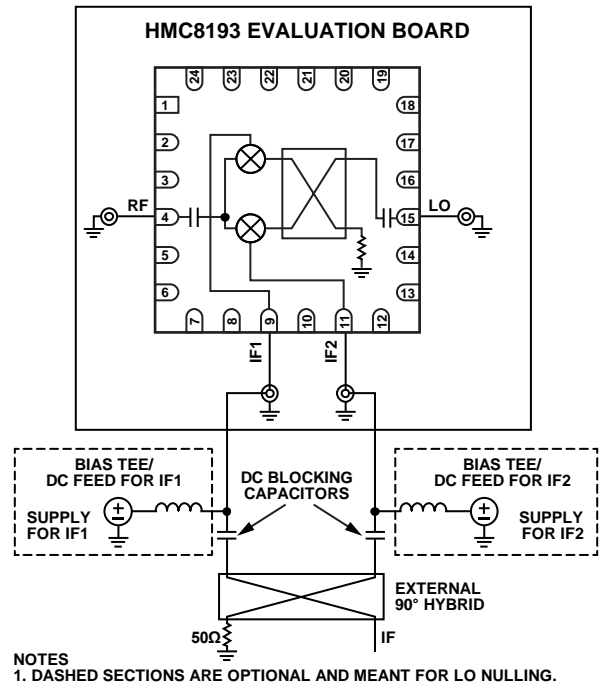 HMC8193 EVALUATION BOARD
24 23 22 21 20 19
1
2
3
4
5
6
18
17
16
15
14
13
RF
LO
7 8 9 10 11 12
IF1
IF2
BIAS TEE/
DC FEED FOR IF1
SUPPLY
FOR IF1
DC BLOCKING
CAPACITORS
BIAS TEE/
DC FEED FOR IF2
SUPPLY
FOR IF2
EXTERNAL
90° HYBRID
50Ω
IF
NOTES
1. DASHED SECTIONS ARE OPTIONAL AND MEANT FOR LO NULLING.